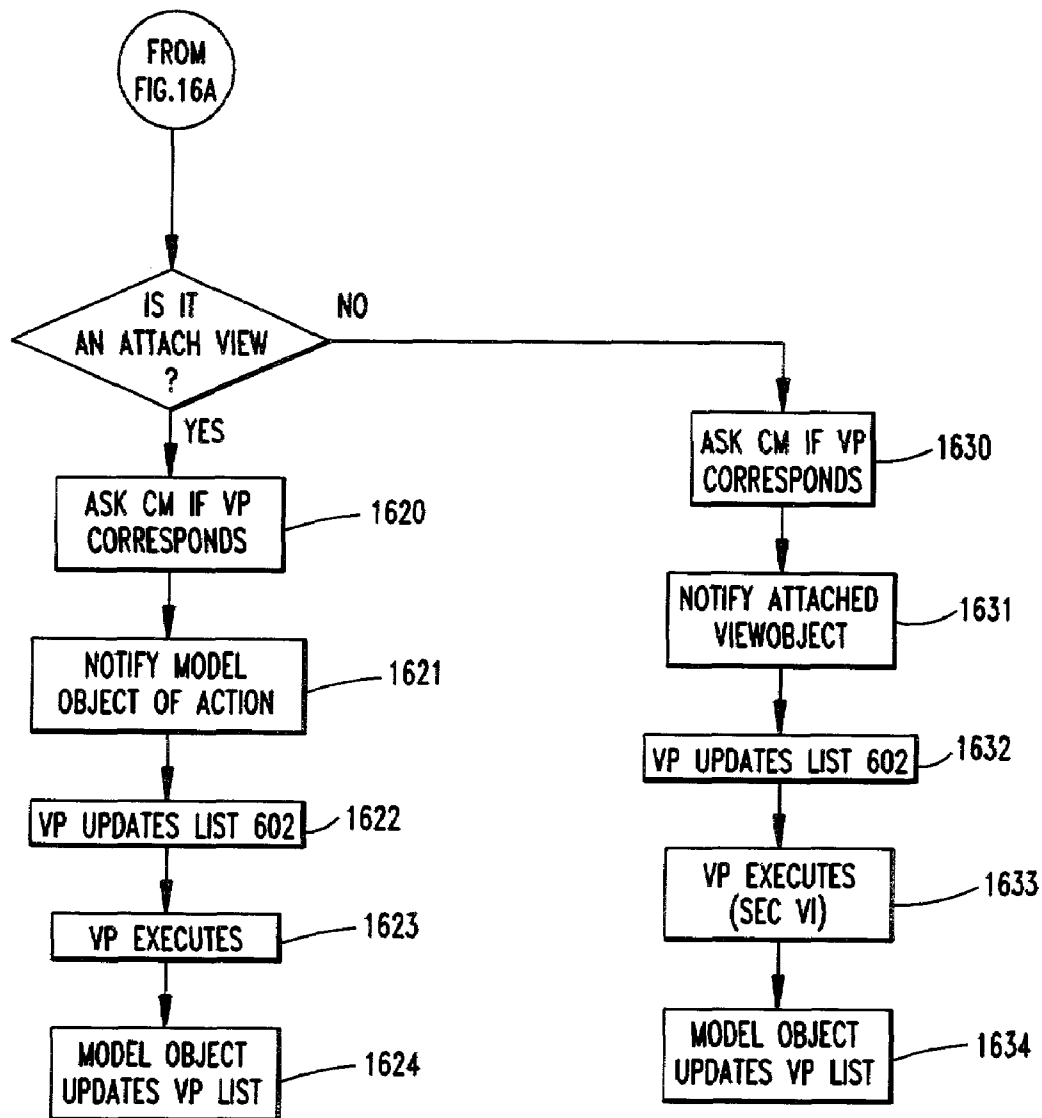 FROM
FIG.16A
IS IT
AN ATTACH VIEW
?
NO
YES
ASK CM IF VP
CORRESPONDS
1620
NOTIFY MODEL
OBJECT OF ACTION
1621
VP UPDATES LIST 602
1622
VP EXECUTES
1623
MODEL OBJECT
UPDATES VP LIST
1624
ASK CM IF VP
CORRESPONDS
1630
NOTIFY ATTACHED
VIEWOBJECT
1631
VP UPDATES LIST 602
1632
VP EXECUTES
(SEC VI)
1633
MODEL OBJECT
UPDATES VP LIST
1634